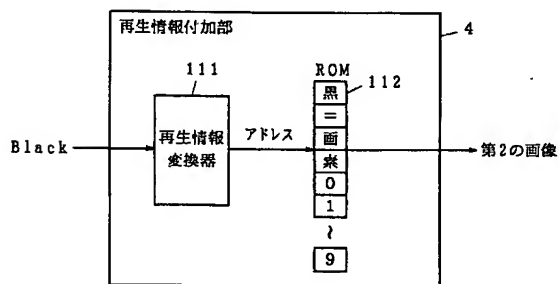 再生情報付加部
4
111
ROM
112
黒
=
画
素
0
1
~
9
Black
再生情報
変換器
アドレス
第2の画像